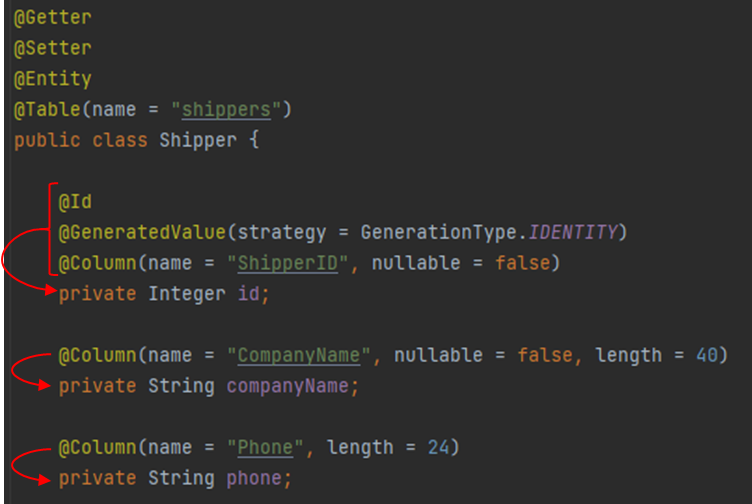 @Getter
@Setter
@Entity
@Table(name = "shippers")
public class Shipper {
@Id
@GeneratedValue(strategy = GenerationType.IDENTITY)
@Column(name = "ShipperID", nullable = false)
private Integer id;
@Column(name = "CompanyName", nullable = false, length = 40)
private String companyName;
@Column(name = "Phone", length = 24)
private String phone;